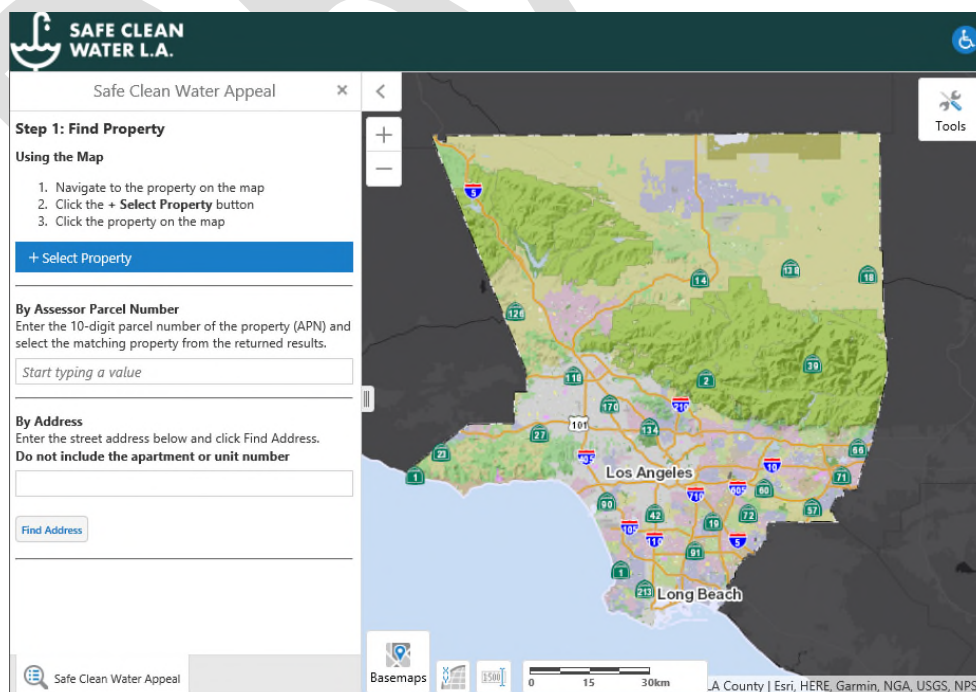 SAFE CLEAN
WATER L.A.
Safe Clean Water Appeal ×
Step 1: Find Property
Using the Map
1. Navigate to the property on the map
2. Click the + Select Property button
3. Click the property on the map
+ Select Property
By Assessor Parcel Number
Enter the 10-digit parcel number of the property (APN) and
select the matching property from the returned results.
Start typing a value
By Address
Enter the street address below and click Find Address.
Do not include the apartment or unit number
Find Address
Safe Clean Water Appeal
Tools
5
14
138
18
126
118
2
39
170
210
101
134
27
405
23
66
Los Angeles
10
1
71
710
605
60
90
42
19
72
57
105
110
5
91
1
213
Long Beach
Basemaps
1:500
0 15 30km
LA County | Esri, HERE, Garmin, NGA, USGS, NPS